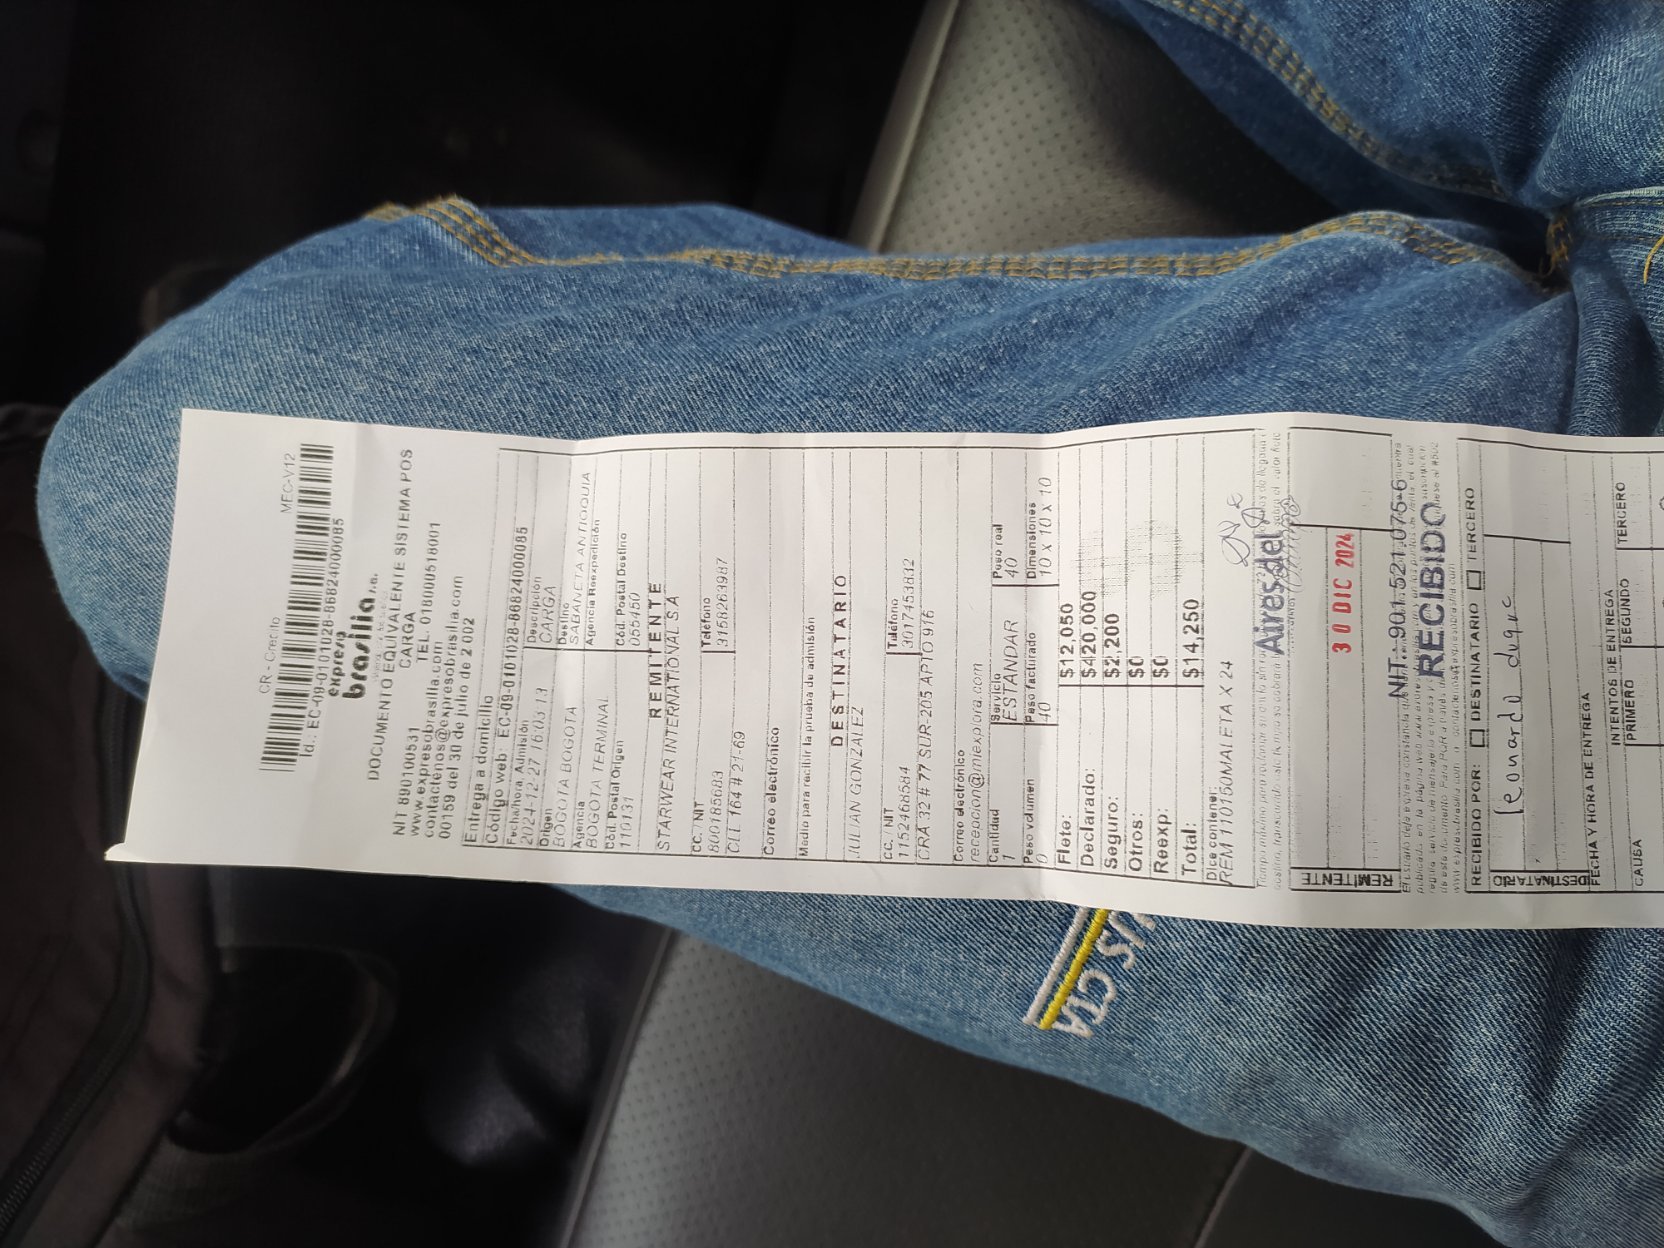 CR - Credito MEC-V12
Id.: EC-09-0101028-8682400085
expreso
brasilia s.a.
DOCUMENTO EQUIVALENTE SISTEMA POS
CARGA
NIT 890100531 TEL. 018000518001
www.expresobrasilia.com
contactenos@expresobrasilia.com
00159 del 30 de julio de 2 002
Entrega a domicilio
Código web: EC-09-0101028-8682400085
Fecha/hora Admisión Descripción
2024-12-27 16:03:13 CARGA
Origen Destino
BOGOTA BOGOTA SABANETA ANTIOQUIA
Agencia Agencia Reexpedición
BOGOTA TERMINAL
Cód. Postal Origen Cód. Postal Destino
110131 055450
REMITENTE
STARWEAR INTERNATIONAL S A
CC. / NIT Teléfono
800185683 3158263987
CLL 164 # 21-69
Correo electrónico
Medio para recibir la prueba de admisión
DESTINATARIO
JULIAN GONZALEZ
CC. / NIT Teléfono
1152468584 3017453832
CRA 32 # 77 SUR-205 APTO 916
Correo electrónico
recepcion@miexpora.com
Cantidad Servicio Peso real
1 ESTANDAR 40
Peso volumen Peso facturado Dimensiones
0 40 10 x 10 x 10
Flete: $12,050
Declarado: $420,000
Seguro: $2,200
Otros: $0
Reexp: $0
Total: $14,250
Dice contener:
REM 110150MALETA X 24
Aires del
REMITENTE
30 DIC 2024
NIT.: 901.521.075-6
RECIBIDO
RECIBIDO POR: DESTINATARIO TERCERO
DESTINATARIO
leonardo duque
FECHA Y HORA DE ENTREGA
INTENTOS DE ENTREGA
PRIMERO SEGUNDO TERCERO
CAUSA
JUS GTA